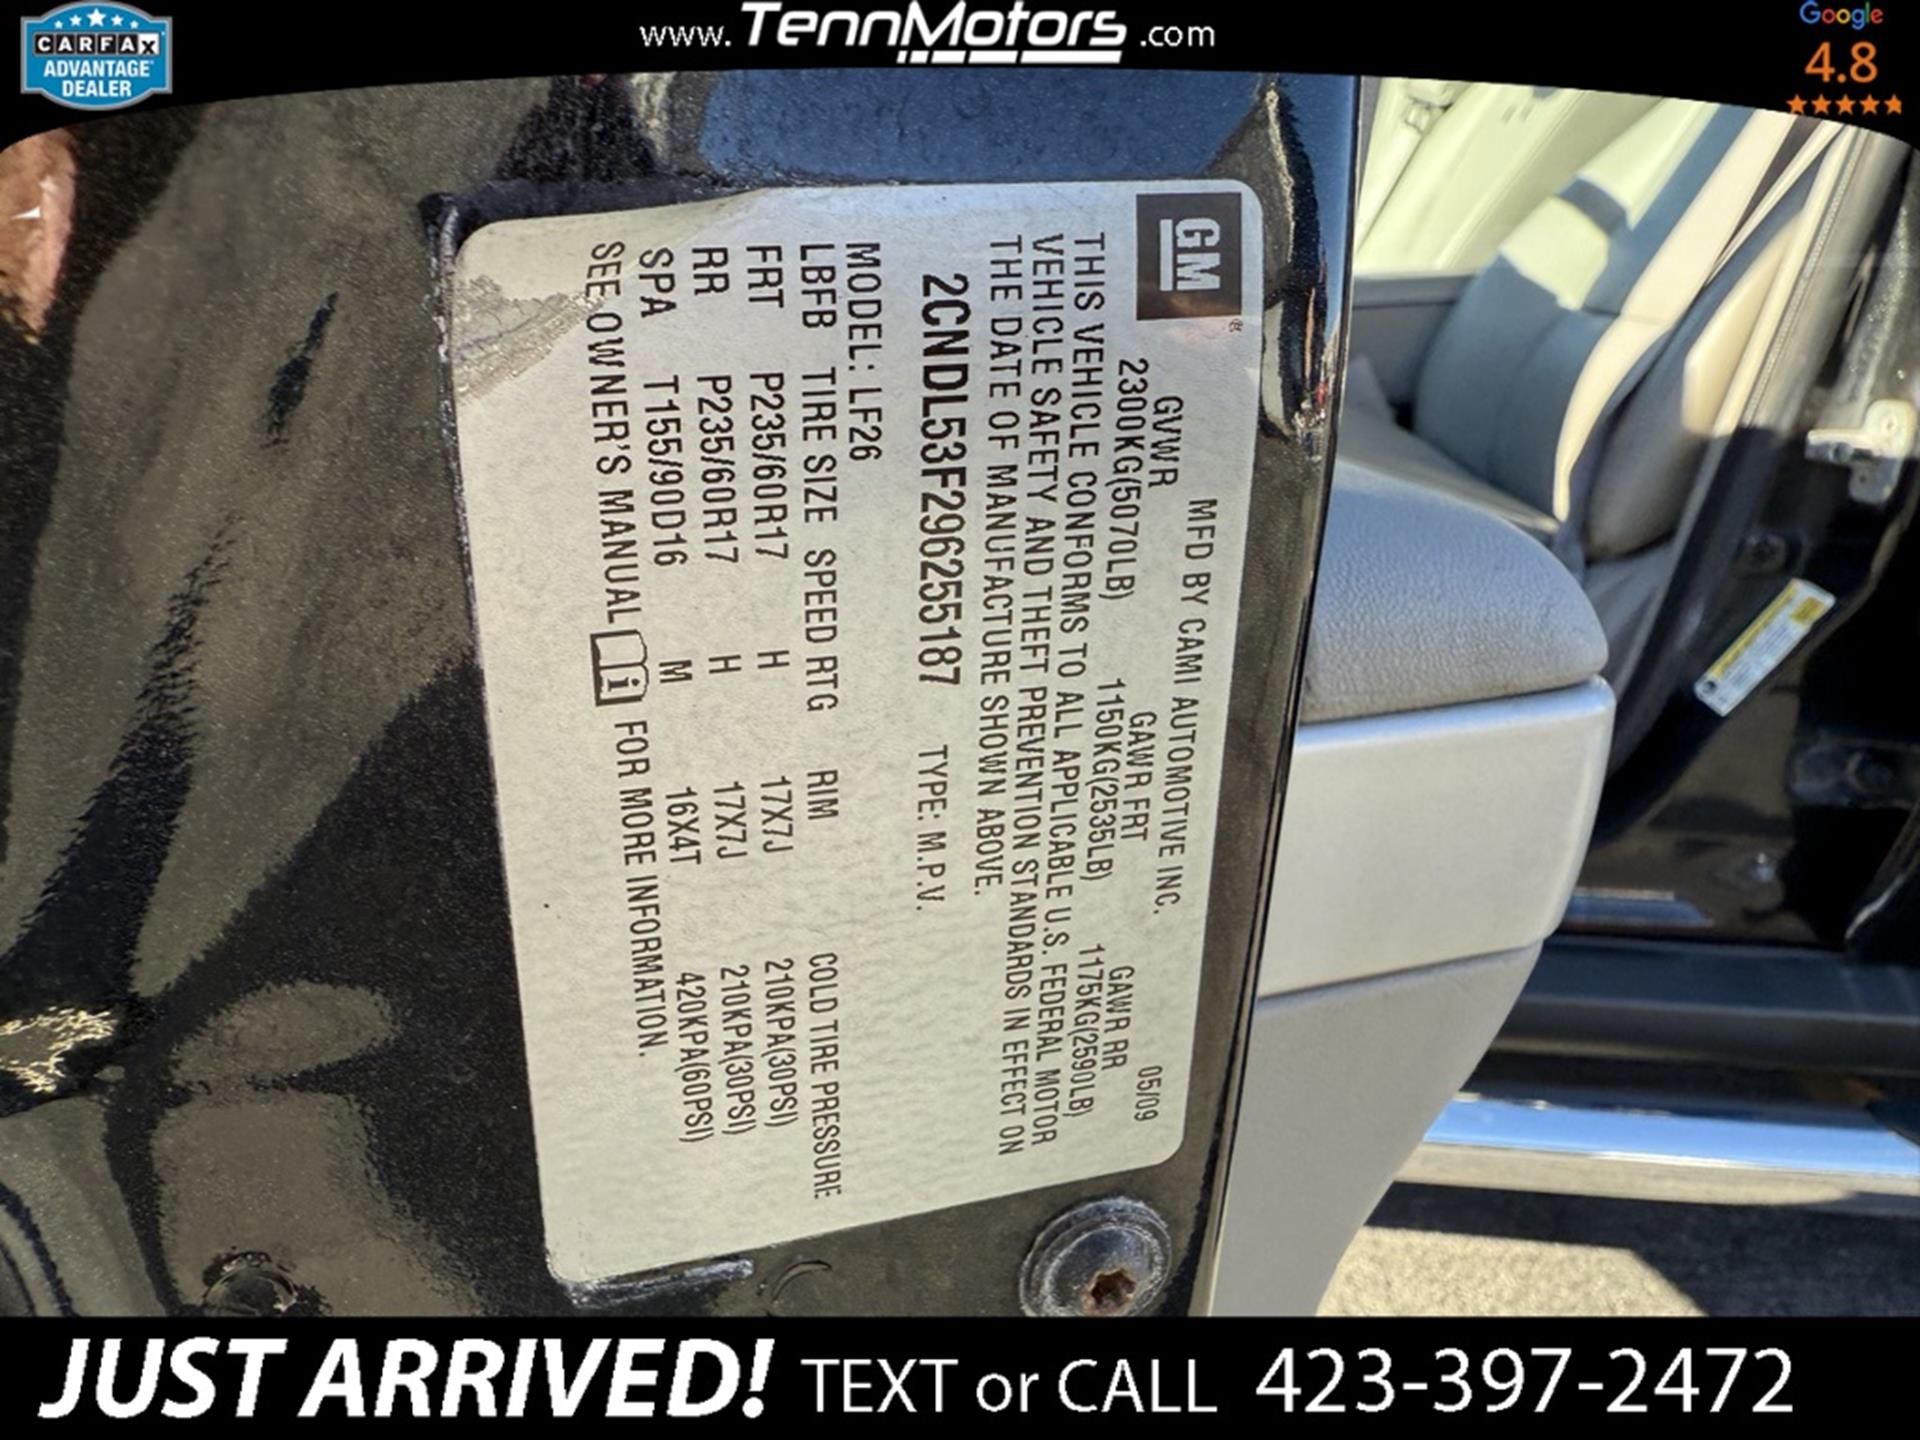 CARFAX
ADVANTAGE
DEALER
www.TennMotors.com
Google
4.8
GM ®
MFD BY CAMI AUTOMOTIVE INC. 05/09
GVWR GAWR FRT GAWR RR
2300KG(5070LB) 1150KG(2535LB) 1175KG(2590LB)
THIS VEHICLE CONFORMS TO ALL APPLICABLE U.S. FEDERAL MOTOR
VEHICLE SAFETY AND THEFT PREVENTION STANDARDS IN EFFECT ON
THE DATE OF MANUFACTURE SHOWN ABOVE.
2CNDL53F296255187 TYPE: M.P.V.
MODEL: LF26
LBFB TIRE SIZE SPEED RTG RIM COLD TIRE PRESSURE
FRT P235/60R17 H 17X7J 210KPA(30PSI)
RR P235/60R17 H 17X7J 210KPA(30PSI)
SPA T155/90D16 M 16X4T 420KPA(60PSI)
SEE OWNER'S MANUAL i FOR MORE INFORMATION.
JUST ARRIVED! TEXT or CALL 423-397-2472